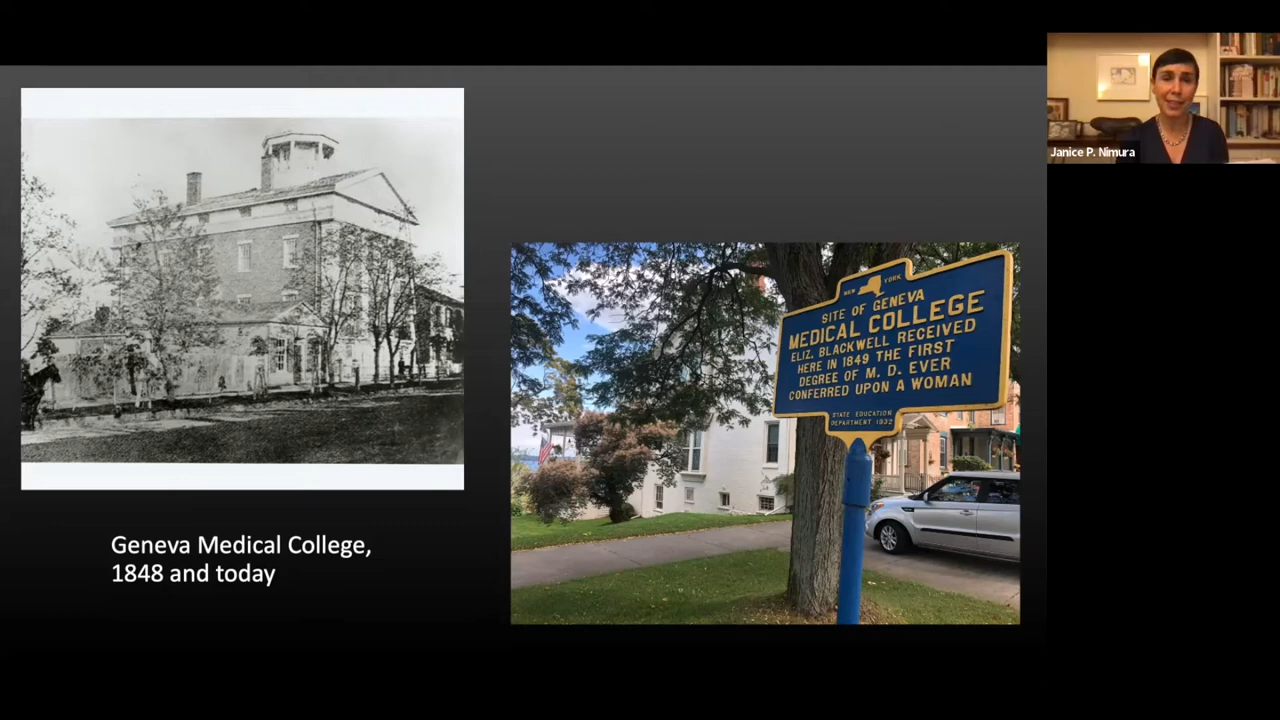 Janice P. Nimura
NEW YORK
SITE OF GENEVA
MEDICAL COLLEGE
ELIZ. BLACKWELL RECEIVED
HERE IN 1849 THE FIRST
DEGREE OF M. D. EVER
CONFERRED UPON A WOMAN
STATE EDUCATION
DEPARTMENT 1932
Geneva Medical College,
1848 and today